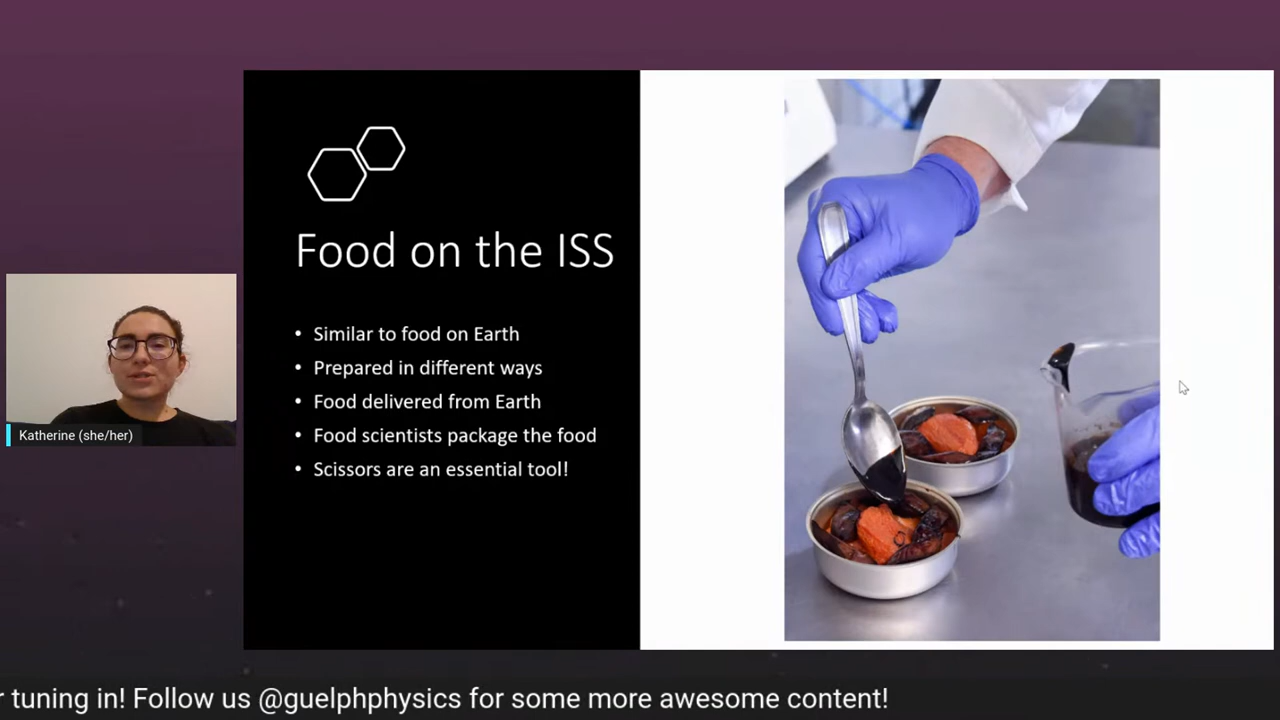 Food on the ISS
• Similar to food on Earth
• Prepared in different ways
• Food delivered from Earth
• Food scientists package the food
• Scissors are an essential tool!
Katherine (she/her)
r tuning in! Follow us @guelphphysics for some more awesome content!